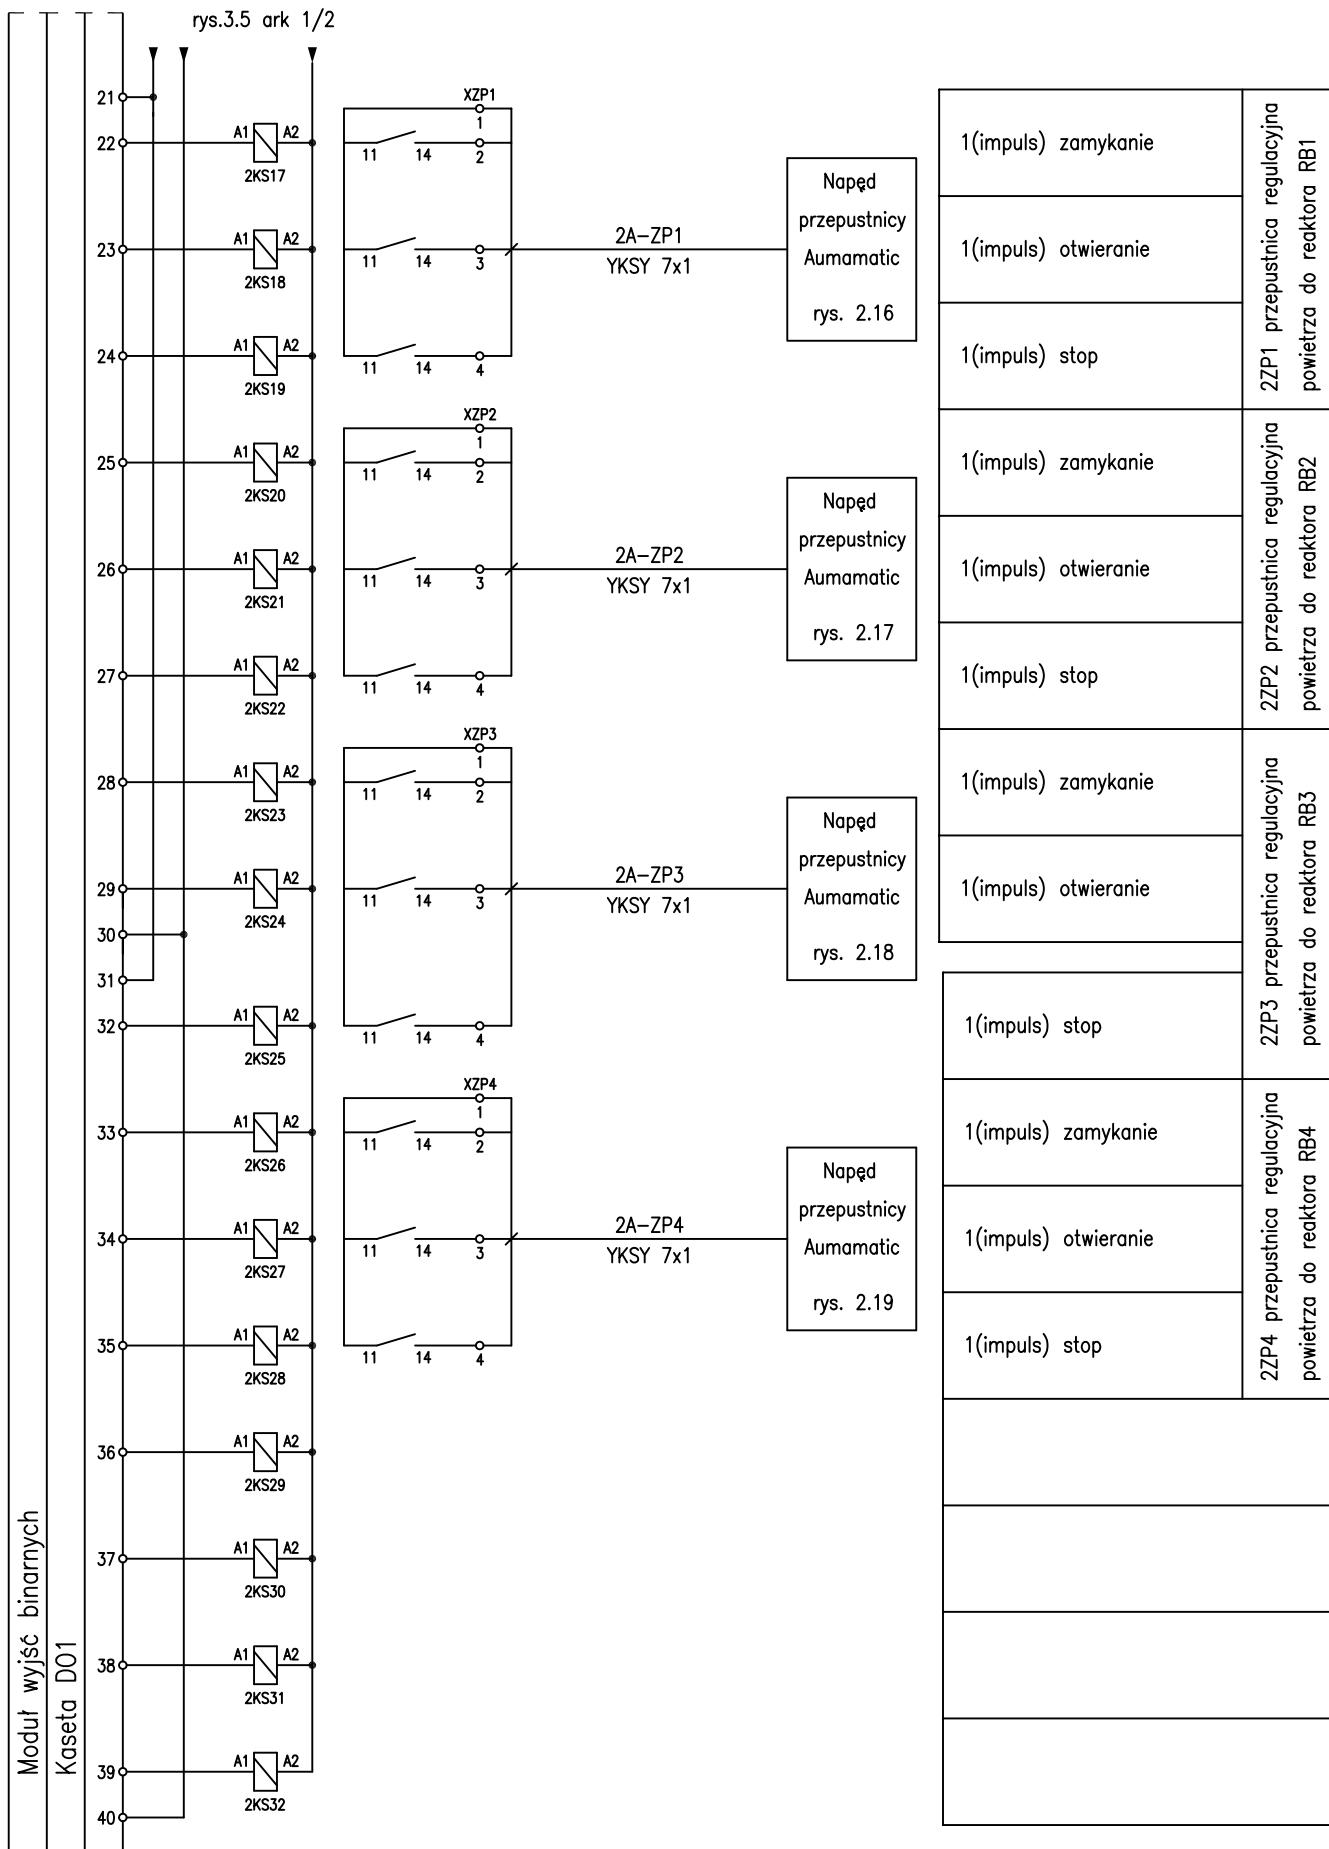 rys.3.5 ark 1/2
Moduł wyjść binarnych
Kaseta DO1
21
22
A1 A2
2KS17
23
A1 A2
2KS18
24
A1 A2
2KS19
25
A1 A2
2KS20
26
A1 A2
2KS21
27
A1 A2
2KS22
28
A1 A2
2KS23
29
A1 A2
2KS24
30
31
32
A1 A2
2KS25
33
A1 A2
2KS26
34
A1 A2
2KS27
35
A1 A2
2KS28
36
A1 A2
2KS29
37
A1 A2
2KS30
38
A1 A2
2KS31
39
A1 A2
2KS32
40
XZP1
1
11 14 2
11 14 3
11 14 4
2A-ZP1
YKSY 7x1
Napęd
przepustnicy
Aumamatic
rys. 2.16
XZP2
1
11 14 2
11 14 3
11 14 4
2A-ZP2
YKSY 7x1
Napęd
przepustnicy
Aumamatic
rys. 2.17
XZP3
1
11 14 2
11 14 3
11 14 4
2A-ZP3
YKSY 7x1
Napęd
przepustnicy
Aumamatic
rys. 2.18
XZP4
1
11 14 2
11 14 3
11 14 4
2A-ZP4
YKSY 7x1
Napęd
przepustnicy
Aumamatic
rys. 2.19
1(impuls) zamykanie
1(impuls) otwieranie
1(impuls) stop
2ZP1 przepustnica regulacyjna
powietrza do reaktora RB1
1(impuls) zamykanie
1(impuls) otwieranie
1(impuls) stop
2ZP2 przepustnica regulacyjna
powietrza do reaktora RB2
1(impuls) zamykanie
1(impuls) otwieranie
1(impuls) stop
2ZP3 przepustnica regulacyjna
powietrza do reaktora RB3
1(impuls) zamykanie
1(impuls) otwieranie
1(impuls) stop
2ZP4 przepustnica regulacyjna
powietrza do reaktora RB4